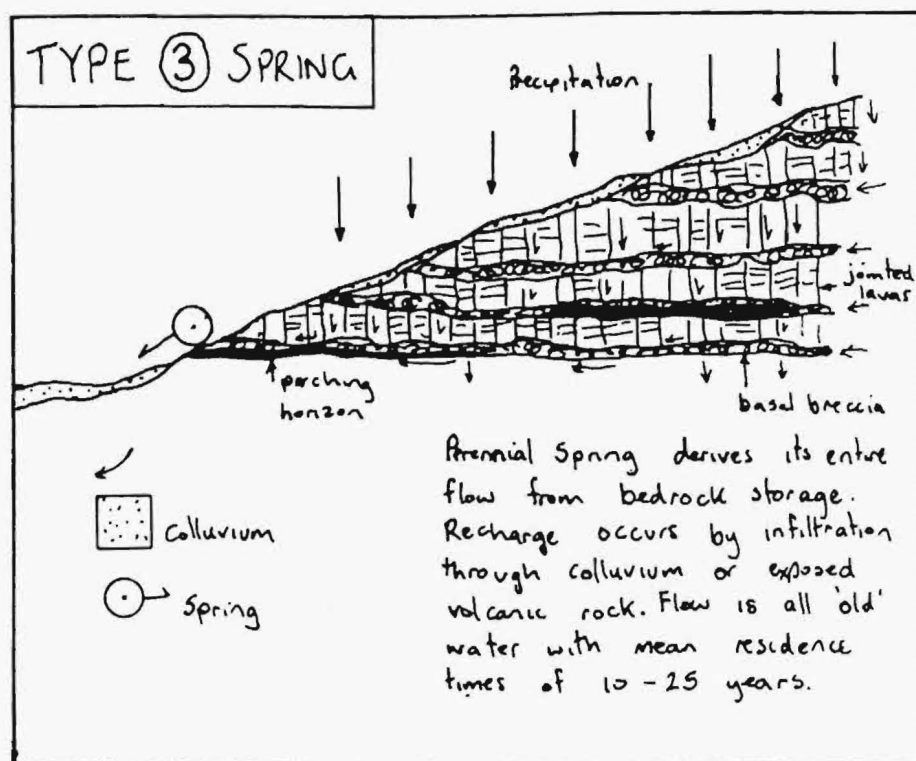 TYPE 3 SPRING
Precipitation
jointed
lavas
perching
horizon
basal breccia
Perennial Spring derives its entire
flow from bedrock storage.
Recharge occurs by infiltration
through colluvium or exposed
volcanic rock. Flow is all 'old'
water with mean residence
times of 10-25 years.
Colluvium
Spring